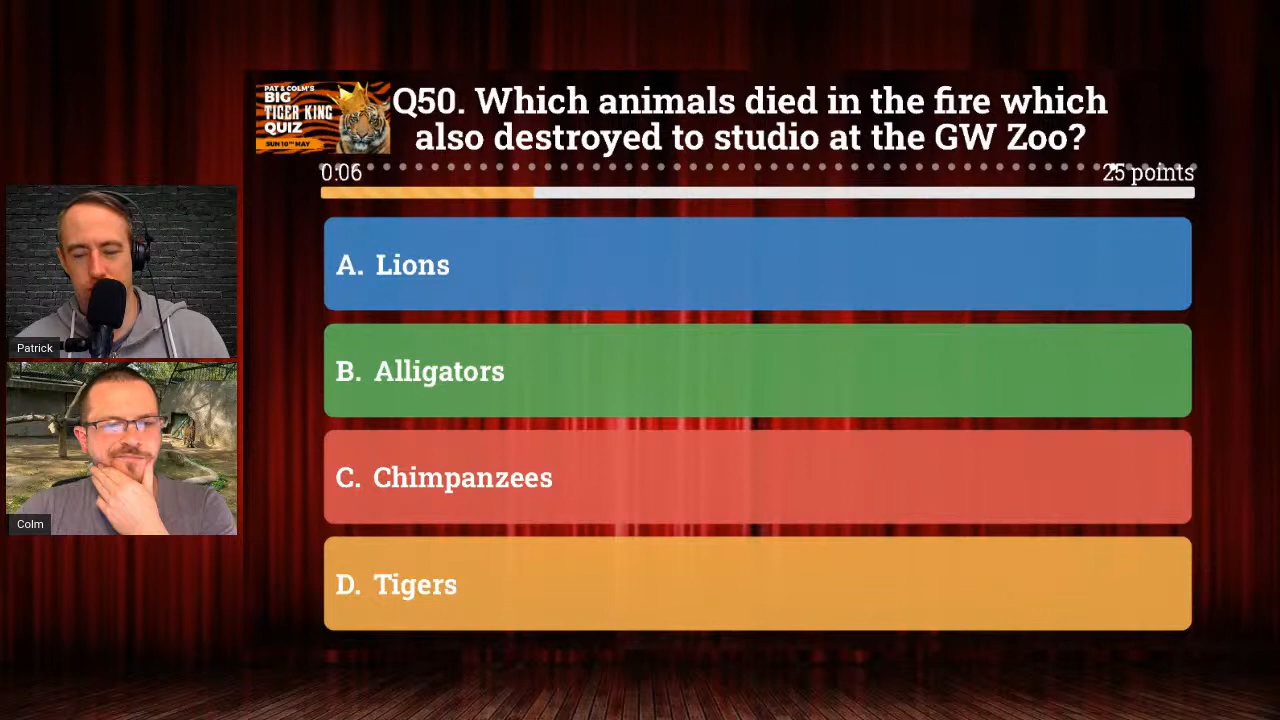 PAT & COLM'S
BIG
TIGER KING
QUIZ
SUN 10TH MAY
Q50. Which animals died in the fire which
also destroyed to studio at the GW Zoo?
0:06
25 points
A. Lions
B. Alligators
C. Chimpanzees
D. Tigers
Patrick
Colm